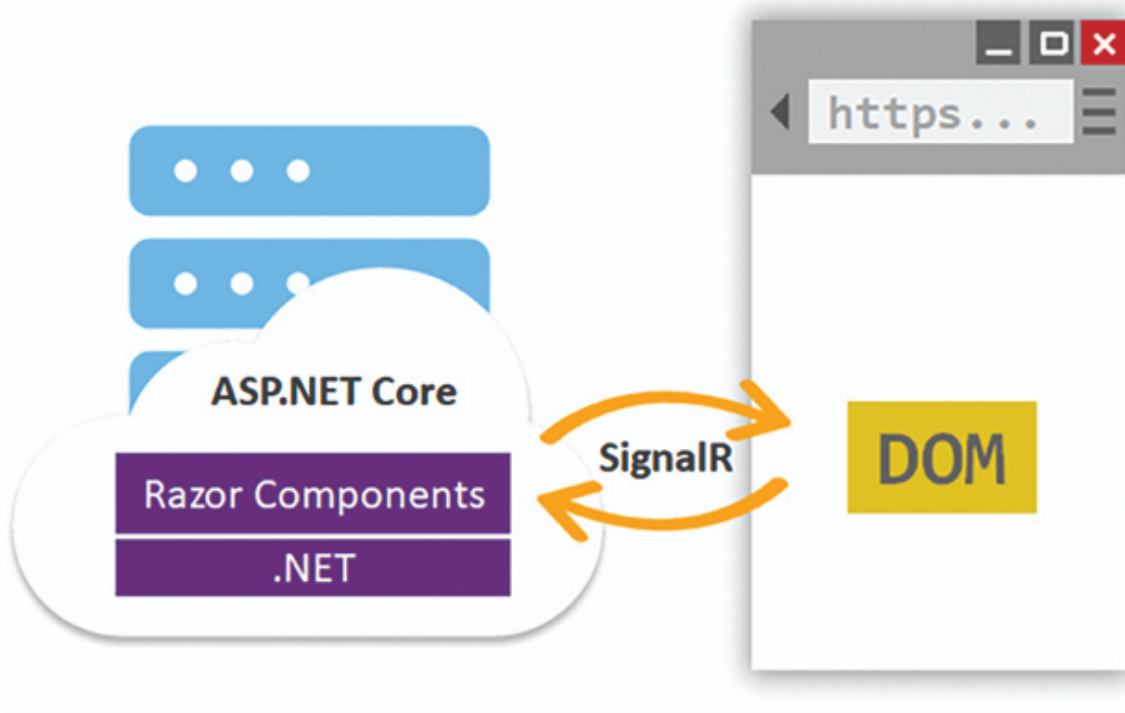 https...
ASP.NET Core
SignalR
DOM
Razor Components
.NET